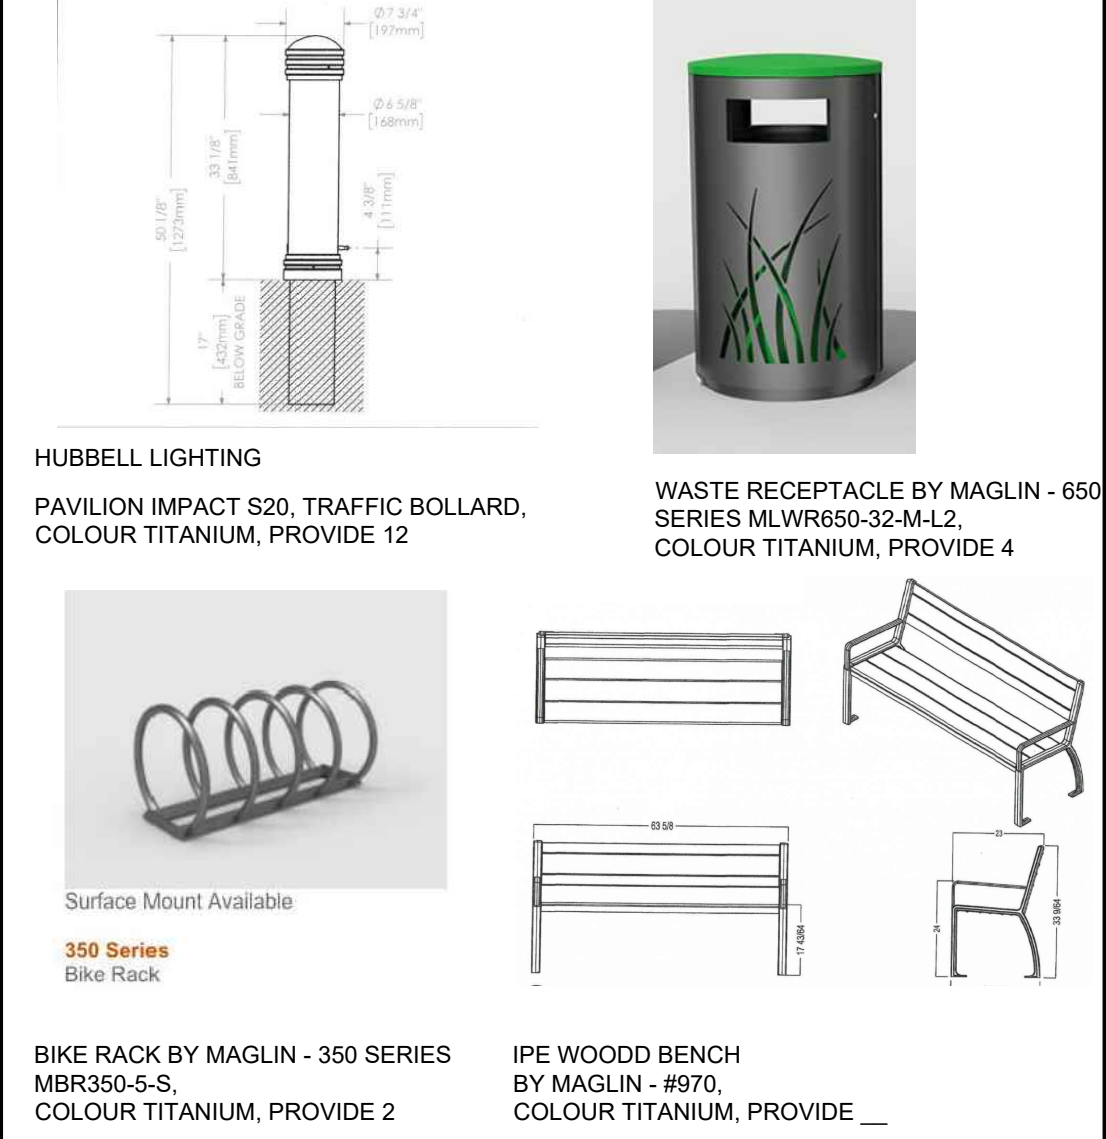 Ø7 3/4"
[197mm]
Ø6 5/8"
[168mm]
33 1/8"
[841mm]
50 1/8"
[1273mm]
4 3/8"
[111mm]
17"
[432mm]
BELOW GRADE
HUBBELL LIGHTING
PAVILION IMPACT S20, TRAFFIC BOLLARD,
COLOUR TITANIUM, PROVIDE 12
WASTE RECEPTACLE BY MAGLIN - 650
SERIES MLWR650-32-M-L2,
COLOUR TITANIUM, PROVIDE 4
Surface Mount Available
350 Series
Bike Rack
63 5/8
17 43/64
23
24
33 9/64
BIKE RACK BY MAGLIN - 350 SERIES
MBR350-5-S,
COLOUR TITANIUM, PROVIDE 2
IPE WOODD BENCH
BY MAGLIN - #970,
COLOUR TITANIUM, PROVIDE __